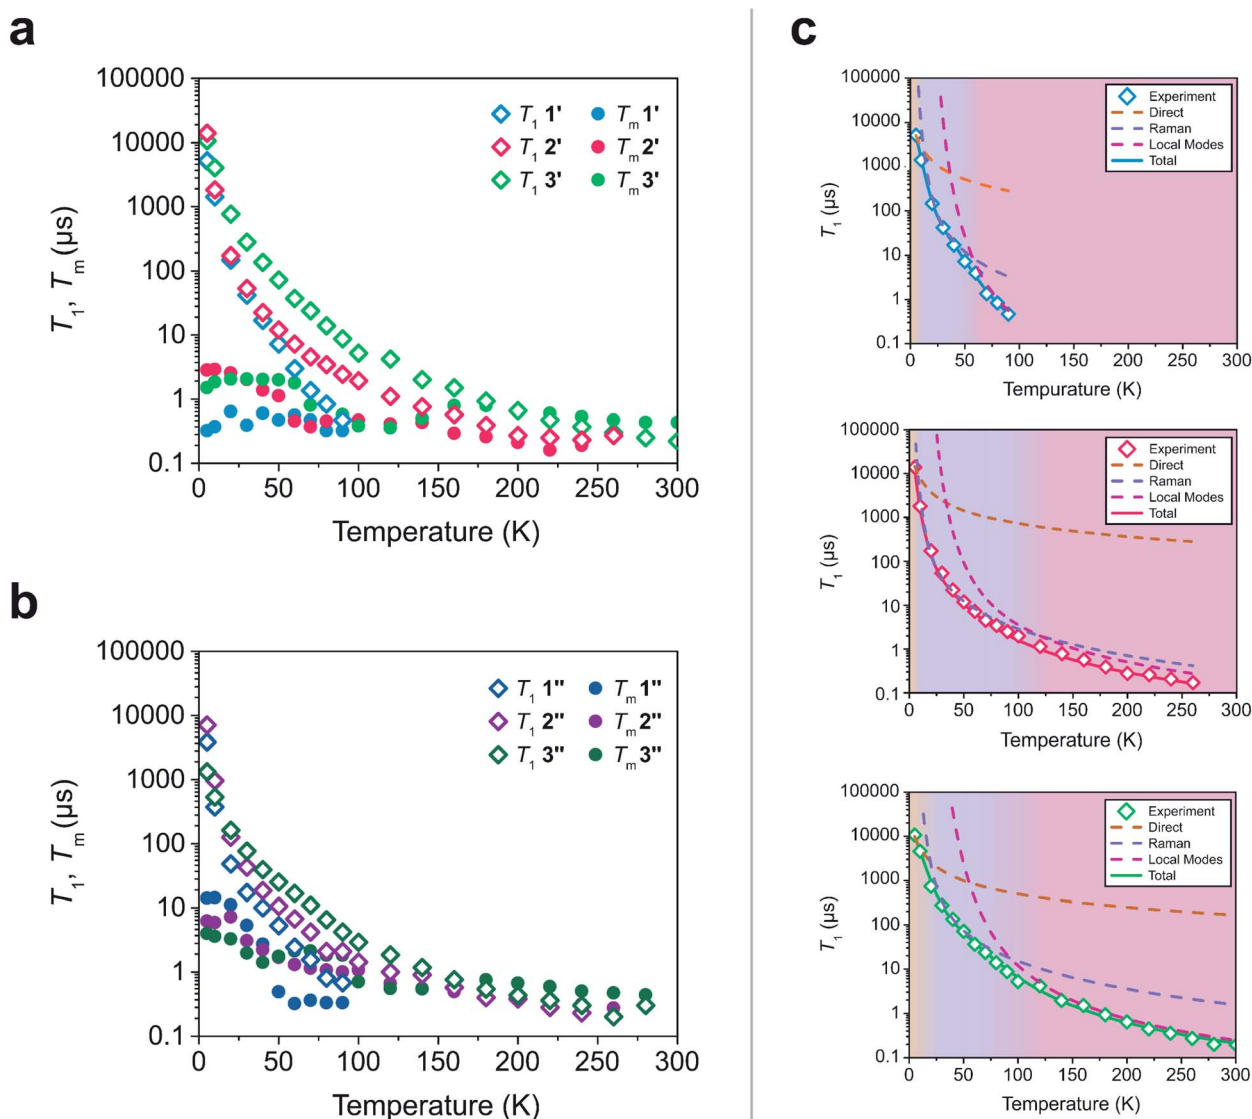 a
100000
10000
1000
100
10
1
0.1
T1, Tm (μs)
T1 1' Tm 1'
T1 2' Tm 2'
T1 3' Tm 3'
0 50 100 150 200 250 300
Temperature (K)
b
100000
10000
1000
100
10
1
0.1
T1, Tm (μs)
T1 1" Tm 1"
T1 2" Tm 2"
T1 3" Tm 3"
0 50 100 150 200 250 300
Temperature (K)
c
100000
10000
1000
100
10
1
0.1
T1 (μs)
Experiment
Direct
Raman
Local Modes
Total
0 50 100 150 200 250 300
Tempurature (K)
100000
10000
1000
100
10
1
0.1
T1 (μs)
Experiment
Direct
Raman
Local Modes
Total
0 50 100 150 200 250 300
Temperature (K)
100000
10000
1000
100
10
1
0.1
T1 (μs)
Experiment
Direct
Raman
Local Modes
Total
0 50 100 150 200 250 300
Temperature (K)